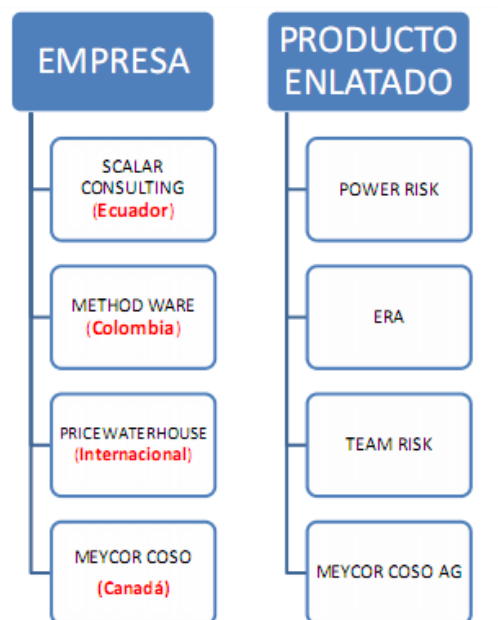 EMPRESA
SCALAR
CONSULTING
(Ecuador)
METHOD WARE
(Colombia)
PRICEWATERHOUSE
(Internacional)
MEYCOR COSO
(Canadá)
PRODUCTO
ENLATADO
POWER RISK
ERA
TEAM RISK
MEYCOR COSO AG